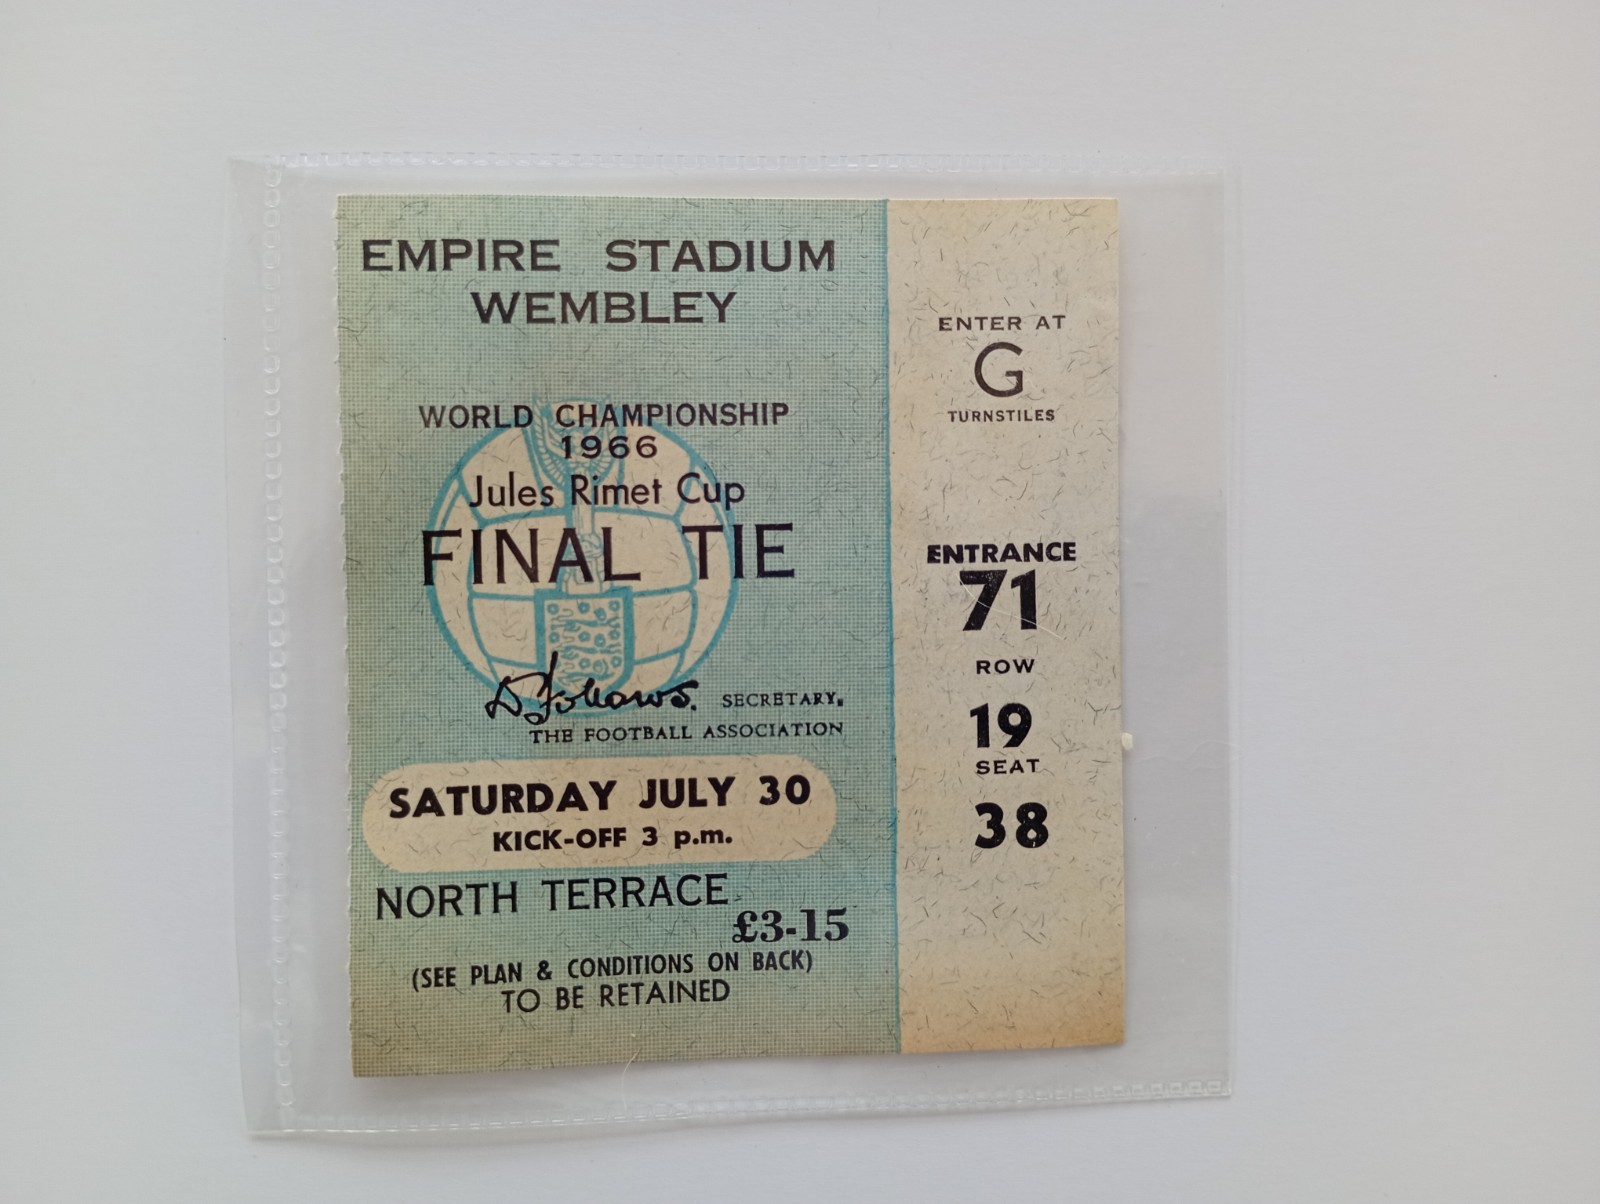 EMPIRE STADIUM
WEMBLEY
WORLD CHAMPIONSHIP
1966
Jules Rimet Cup
FINAL TIE
D Follows. SECRETARY,
THE FOOTBALL ASSOCIATION
SATURDAY JULY 30
KICK-OFF 3 p.m.
NORTH TERRACE
£3-15
(SEE PLAN & CONDITIONS ON BACK)
TO BE RETAINED
ENTER AT
G
TURNSTILES
ENTRANCE
71
ROW
19
SEAT
38